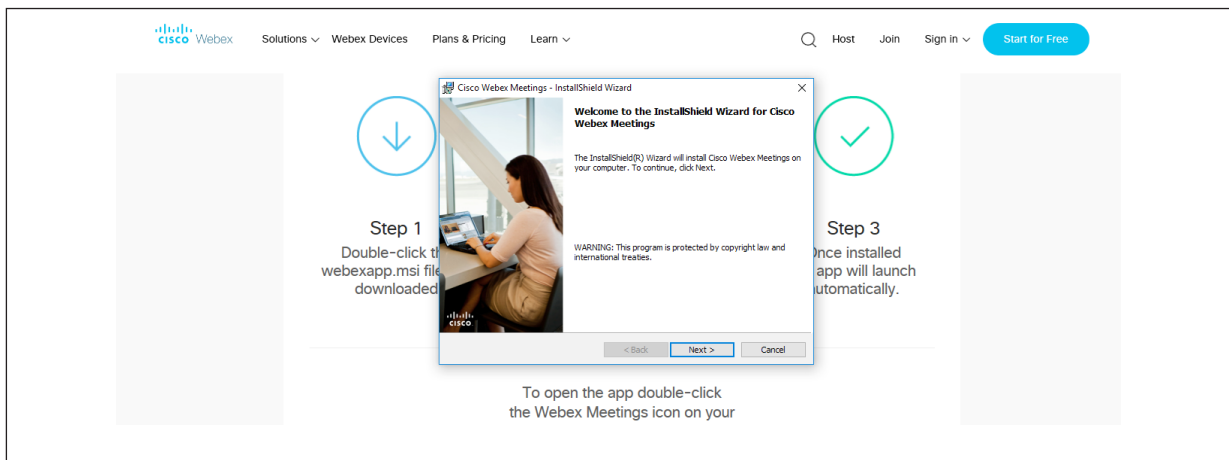 CISCO Webex Solutions Webex Devices Plans & Pricing Learn Host Join Sign in Start for Free
Cisco Webex Meetings - InstallShield Wizard
Welcome to the InstallShield Wizard for Cisco
Webex Meetings
The InstallShield(R) Wizard will install Cisco Webex Meetings on
your computer. To continue, click Next.
WARNING: This program is protected by copyright law and
international treaties.
CISCO
< Back Next > Cancel
Step 1
Double-click
webexapp.msi
downloaded
Step 3
installed
app will launch
To open the app double-click
the Webex Meetings icon on your